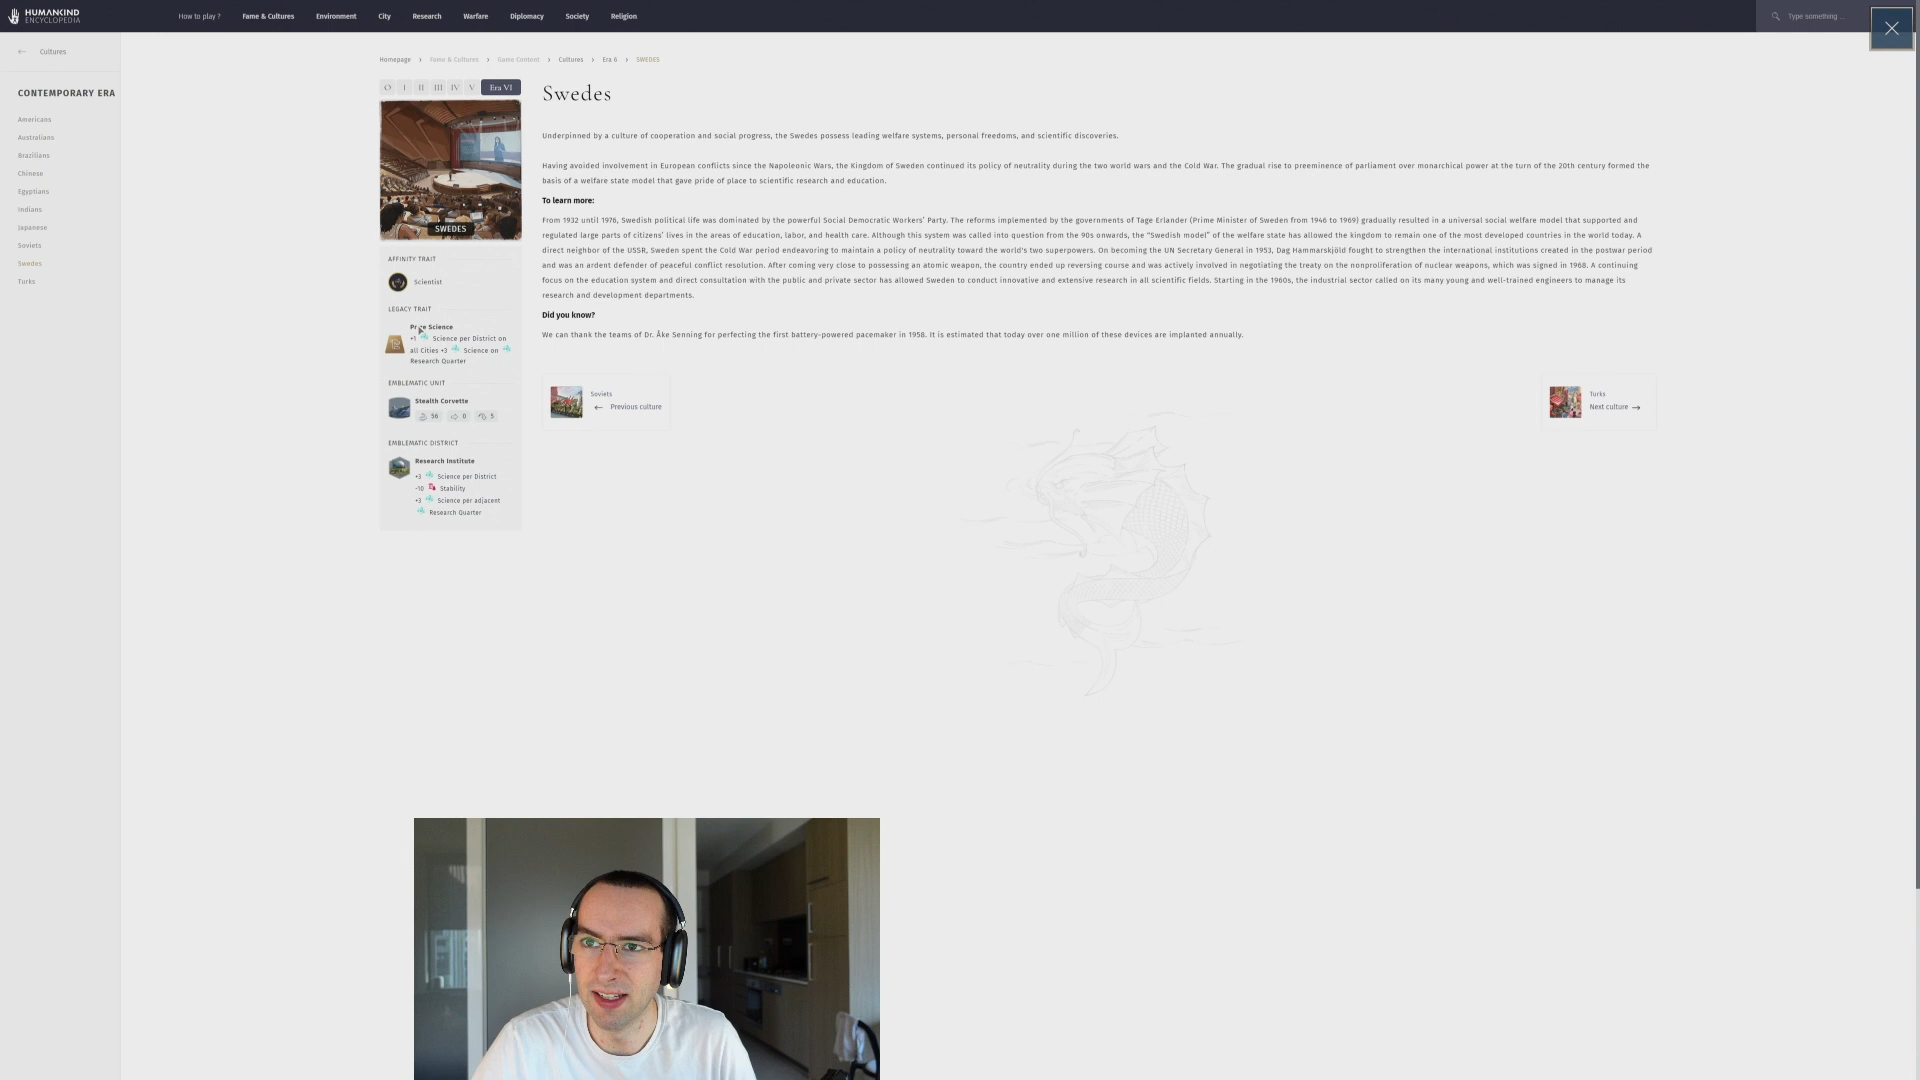 HUMANKIND
ENCYCLOPEDIA
How to play ?
Fame & Cultures
Environment
City
Research
Warfare
Diplomacy
Society
Religion
Type something ...
Cultures
CONTEMPORARY ERA
Americans
Australians
Brazilians
Chinese
Egyptians
Indians
Japanese
Soviets
Swedes
Turks
Homepage > Fame & Cultures > Game Content > Cultures > Era 6 > SWEDES
O I II III IV V Era VI
SWEDES
AFFINITY TRAIT
Scientist
LEGACY TRAIT
Science
+1 Science per District on
all Cities +3 Science on
Research Quarter
EMBLEMATIC UNIT
Stealth Corvette
56 0 5
EMBLEMATIC DISTRICT
Research Institute
+3 Science per District
-10 Stability
+3 Science per adjacent
Research Quarter
Swedes
Underpinned by a culture of cooperation and social progress, the Swedes possess leading welfare systems, personal freedoms, and scientific discoveries.
Having avoided involvement in European conflicts since the Napoleonic Wars, the Kingdom of Sweden continued its policy of neutrality during the two world wars and the Cold War. The gradual rise to preeminence of parliament over monarchical power at the turn of the 20th century formed the
basis of a welfare state model that gave pride of place to scientific research and education.
To learn more:
From 1932 until 1976, Swedish political life was dominated by the powerful Social Democratic Workers' Party. The reforms implemented by the governments of Tage Erlander (Prime Minister of Sweden from 1946 to 1969) gradually resulted in a universal social welfare model that supported and
regulated large parts of citizens' lives in the areas of education, labor, and health care. Although this system was called into question from the 90s onwards, the "Swedish model" of the welfare state has allowed the kingdom to remain one of the most developed countries in the world today. A
direct neighbor of the USSR, Sweden spent the Cold War period endeavoring to maintain a policy of neutrality toward the world's two superpowers. On becoming the UN Secretary General in 1953, Dag Hammarskjöld fought to strengthen the international institutions created in the postwar period
and was an ardent defender of peaceful conflict resolution. After coming very close to possessing an atomic weapon, the country ended up reversing course and was actively involved in negotiating the treaty on the nonproliferation of nuclear weapons, which was signed in 1968. A continuing
focus on the education system and direct consultation with the public and private sector has allowed Sweden to conduct innovative and extensive research in all scientific fields. Starting in the 1960s, the industrial sector called on its many young and well-trained engineers to manage its
research and development departments.
Did you know?
We can thank the teams of Dr. Åke Senning for perfecting the first battery-powered pacemaker in 1958. It is estimated that today over one million of these devices are implanted annually.
Soviets
← Previous culture
Turks
Next culture →